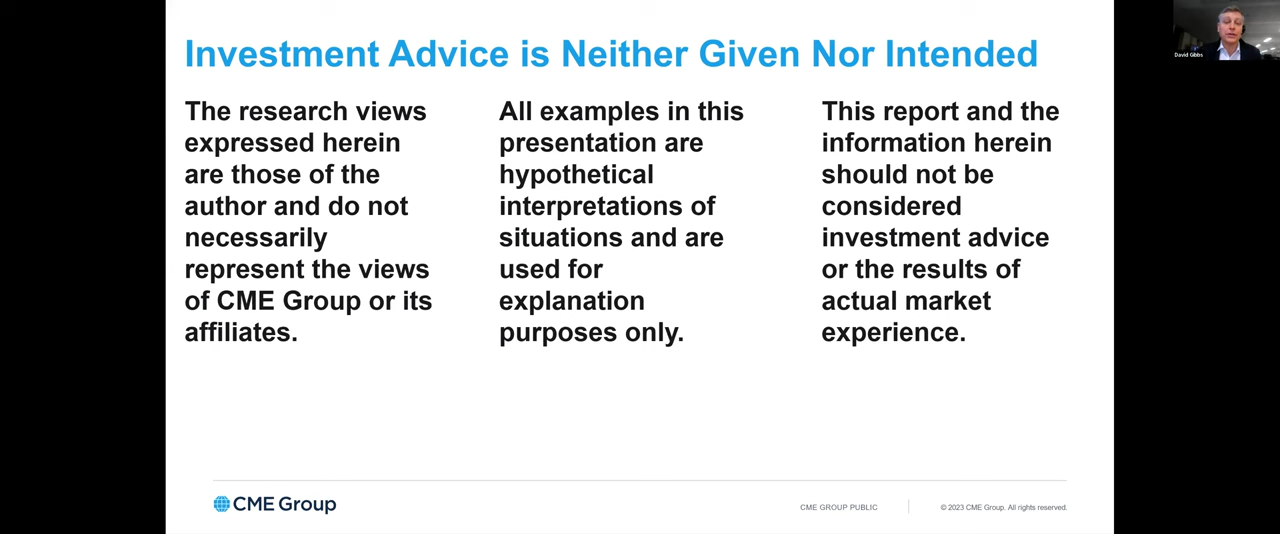 Investment Advice is Neither Given Nor Intended
The research views
expressed herein
are those of the
author and do not
necessarily
represent the views
of CME Group or its
affiliates.
All examples in this
presentation are
hypothetical
interpretations of
situations and are
used for
explanation
purposes only.
This report and the
information herein
should not be
considered
investment advice
or the results of
actual market
experience.
David Gibbs
CME Group
CME GROUP PUBLIC
© 2023 CME Group. All rights reserved.